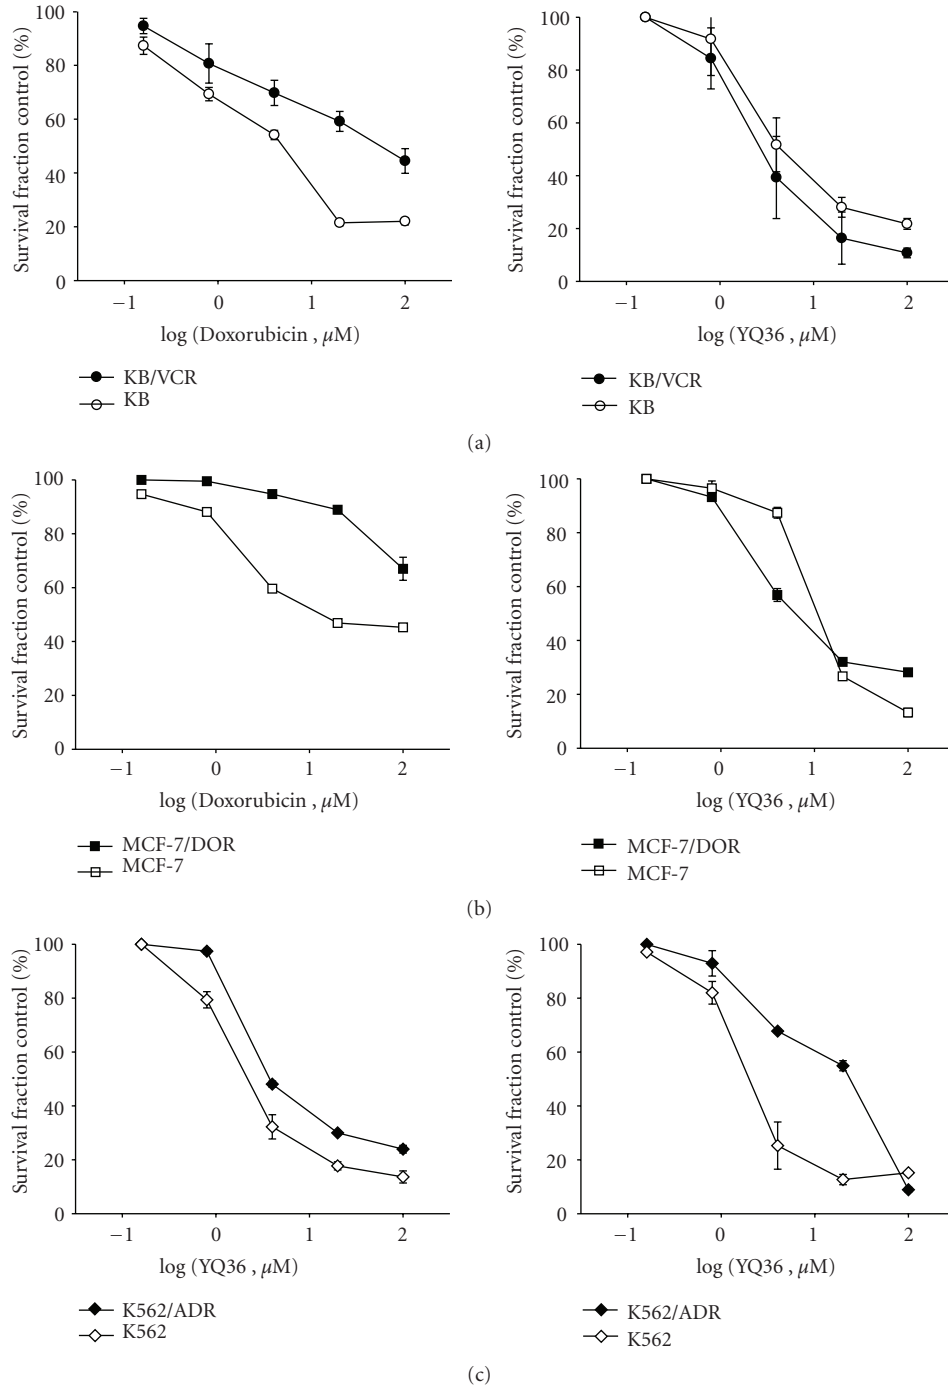 100
80
60
40
20
0
Survival fraction control (%)
−1 0 1 2
log (Doxorubicin , µM)
KB/VCR
KB
100
80
60
40
20
0
Survival fraction control (%)
−1 0 1 2
log (YQ36 , µM)
KB/VCR
KB
(a)
100
80
60
40
20
0
Survival fraction control (%)
−1 0 1 2
log (Doxorubicin , µM)
MCF-7/DOR
MCF-7
100
80
60
40
20
0
Survival fraction control (%)
−1 0 1 2
log (YQ36 , µM)
MCF-7/DOR
MCF-7
(b)
100
80
60
40
20
0
Survival fraction control (%)
−1 0 1 2
log (YQ36 , µM)
K562/ADR
K562
100
80
60
40
20
0
Survival fraction control (%)
−1 0 1 2
log (YQ36 , µM)
K562/ADR
K562
(c)